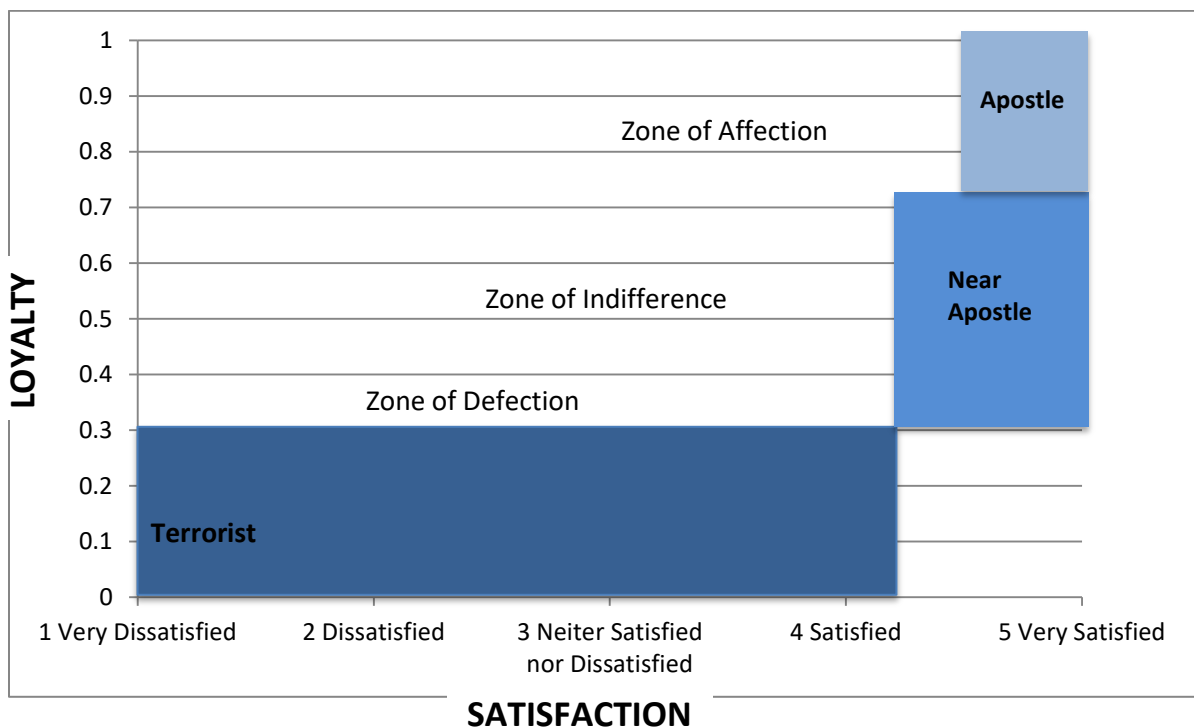 1
0.9
Apostle
Zone of Affection
0.8
0.7
0.6
LOYALTY
Zone of Indifference
Near
Apostle
0.5
0.4
Zone of Defection
0.3
0.2
Terrorist
0.1
0
1 Very Dissatisfied
2 Dissatisfied
3 Neiter Satisfied
nor Dissatisfied
4 Satisfied
5 Very Satisfied
SATISFACTION